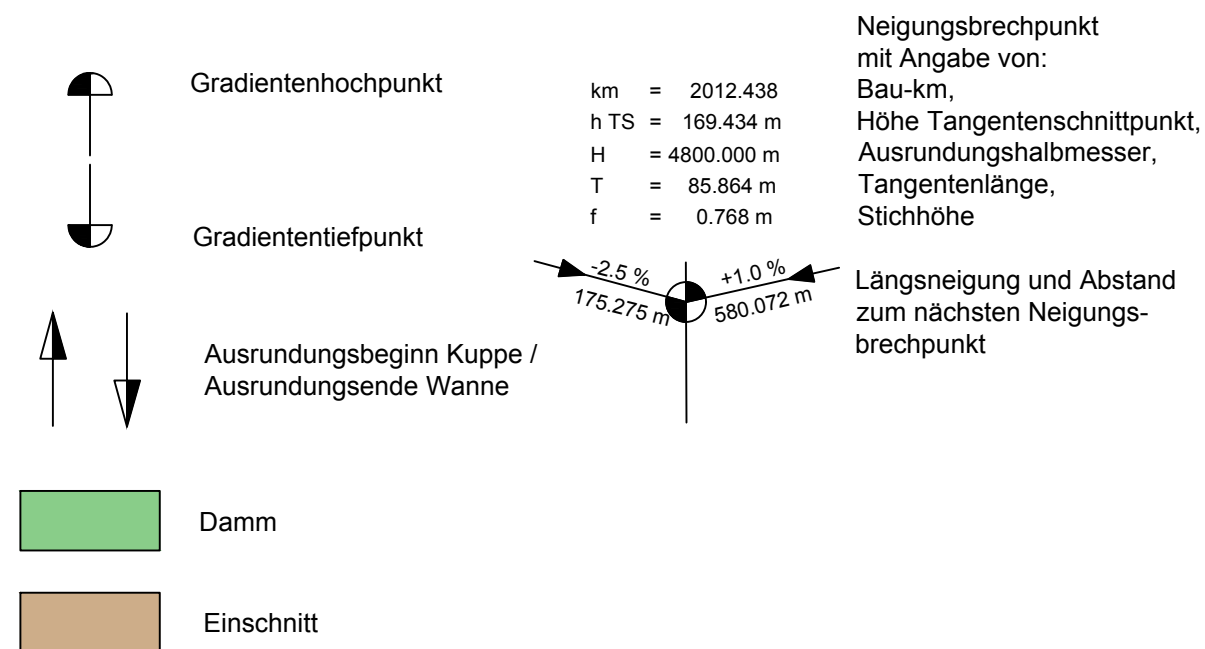 Gradientenhochpunkt
Gradiententiefpunkt
Ausrundungsbeginn Kuppe /
Ausrundungsende Wanne
Damm
Einschnitt
km = 2012.438
h TS = 169.434 m
H = 4800.000 m
T = 85.864 m
f = 0.768 m
-2.5 %
175.275 m
+1.0 %
580.072 m
Neigungsbrechpunkt
mit Angabe von:
Bau-km,
Höhe Tangentenschnittpunkt,
Ausrundungshalbmesser,
Tangentenlänge,
Stichhöhe
Längsneigung und Abstand
zum nächsten Neigungs-
brechpunkt